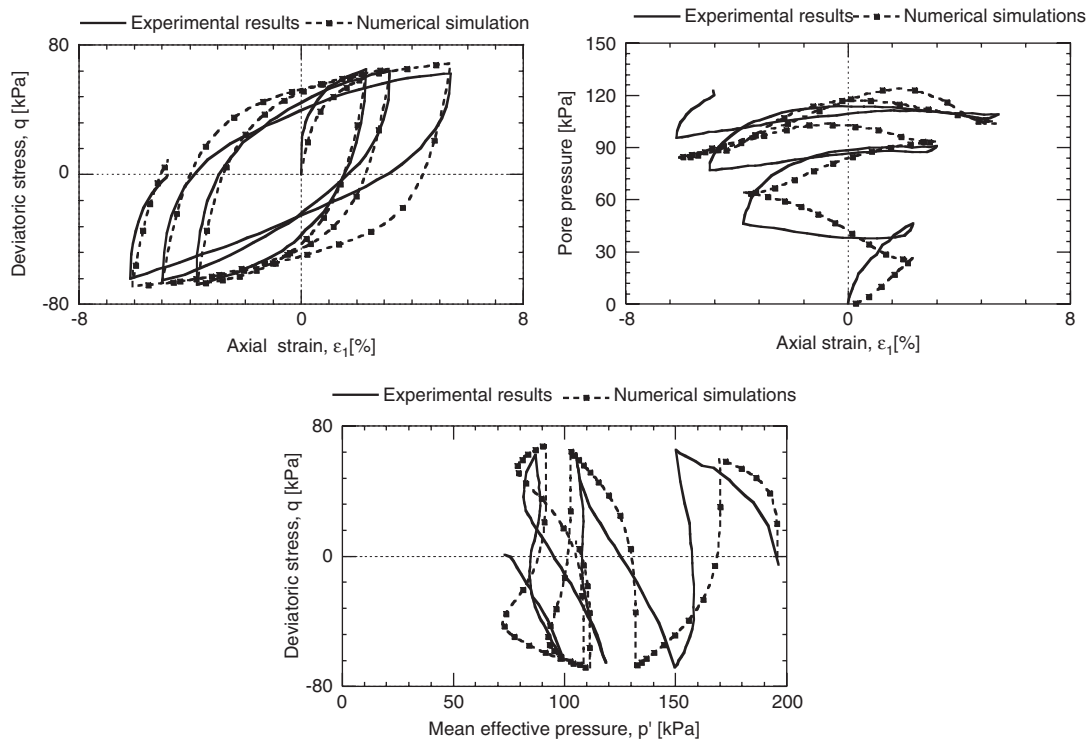 Experimental results Numerical simulation
80
0
-80
-8 0 8
Deviatoric stress, q [kPa]
Axial strain, ε1[%]
Experimental results Numerical simulations
150
120
90
60
30
0
-8 0 8
Pore pressure [kPa]
Axial strain, ε1[%]
Experimental results Numerical simulations
80
0
-80
0 50 100 150 200
Deviatoric stress, q [kPa]
Mean effective pressure, p' [kPa]